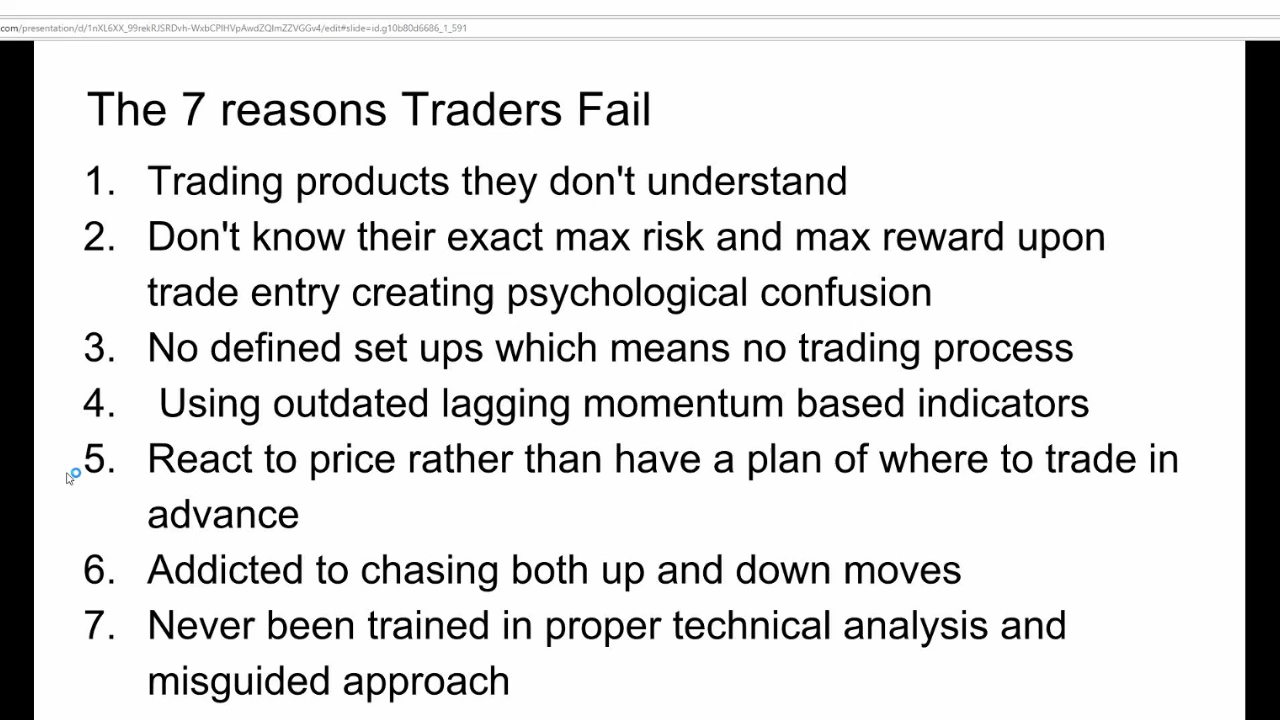 com/presentation/d/1nXL6XX_99rekRJSRDvh-WxbCPIHVpAwdZQImZZVGGv4/edit#slide=id.g10b80d6686_1_591
The 7 reasons Traders Fail
1. Trading products they don't understand
2. Don't know their exact max risk and max reward upon
trade entry creating psychological confusion
3. No defined set ups which means no trading process
4. Using outdated lagging momentum based indicators
5. React to price rather than have a plan of where to trade in
advance
6. Addicted to chasing both up and down moves
7. Never been trained in proper technical analysis and
misguided approach